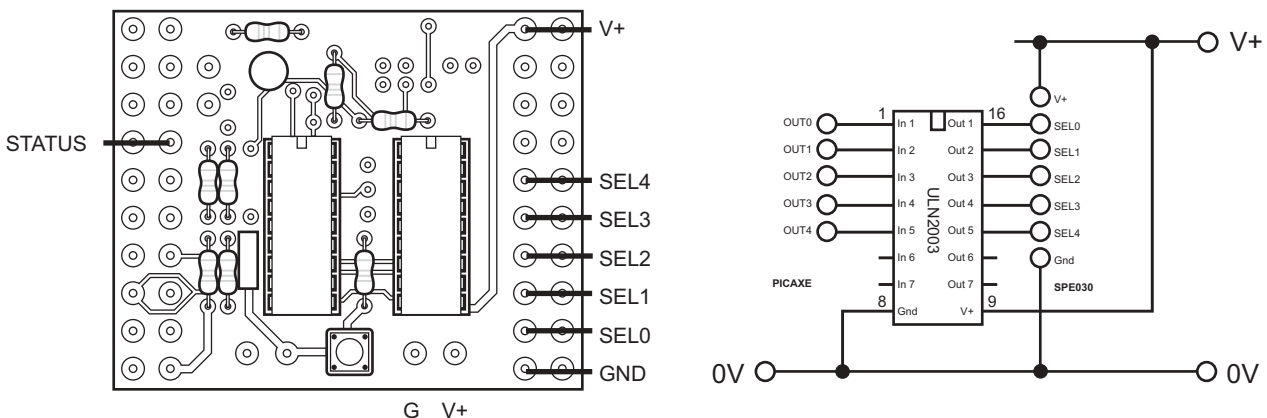 V+
STATUS
SEL4
SEL3
SEL2
SEL1
SEL0
GND
G V+
V+
V+
1 16
OUT0 In 1 Out 1 SEL0
OUT1 In 2 Out 2 SEL1
OUT2 In 3 Out 3 SEL2
OUT3 In 4 Out 4 SEL3
OUT4 In 5 Out 5 SEL4
ULN2003
In 6 Out 6 Gnd
PICAXE In 7 Out 7 SPE030
8 9
Gnd V+
0V 0V